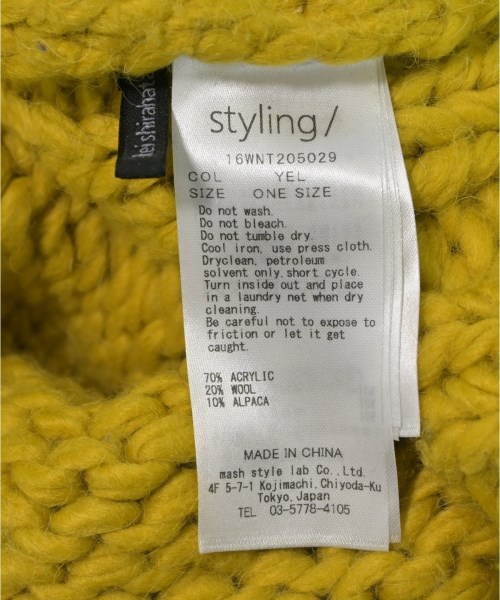 lei shirahata
styling/
16WNT205029
COL YEL
SIZE ONE SIZE
Do not wash.
Do not bleach.
Do not tumble dry.
Cool iron, use press cloth.
Dryclean, petroleum
solvent only,short cycle.
Turn inside out and place
in a laundry net when dry
cleaning.
Be careful not to expose to
friction or let it get
caught.
70% ACRYLIC
20% WOOL
10% ALPACA
MADE IN CHINA
mash style lab Co.,Ltd.
4F 5-7-1 Kojimachi,Chiyoda-Ku
Tokyo,Japan
TEL 03-5778-4105